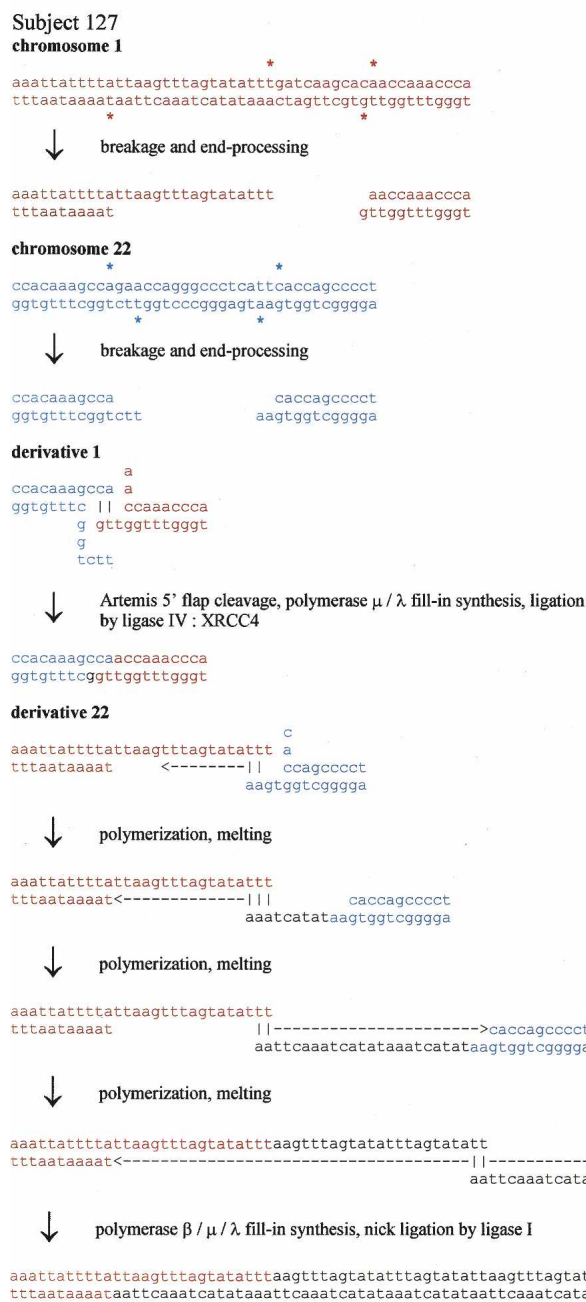 Subject 127
chromosome 1
* *
aaattattttattaagtttagtatatttgatcaagcacaaccaaaccca
tttaataaaataattcaaatcatataaactagttcgtgttggtttgggt
* *
↓ breakage and end-processing
aaattattttattaagtttagtatattt aaccaaaccca
tttaataaaat gttggtttgggt
chromosome 22
* *
ccacaaagccagaaccagggccctcattcaccagcccct
ggtgtttcggtcttggtcccgggagtaagtggtcgggga
* *
↓ breakage and end-processing
ccacaaagcca caccagcccct
ggtgtttcggtctt aagtggtcgggga
derivative 1
a
ccacaaagcca a
ggtgtttc || ccaaaccca
g gttggtttgggt
g
tctt
↓ Artemis 5' flap cleavage, polymerase μ / λ fill-in synthesis, ligation
by ligase IV : XRCC4
ccacaaagccaaccaaaccca
ggtgtttcggttggtttgggt
derivative 22
c
aaattattttattaagtttagtatattt a
tttaataaaat <--------|| ccagcccct
aagtggtcgggga
↓ polymerization, melting
aaattattttattaagtttagtatattt
tttaataaaat<-------------||| caccagcccct
aaatcatataagtggtcgggga
↓ polymerization, melting
aaattattttattaagtttagtatattt
tttaataaaat ||---------------------->caccagcccct
aattcaaatcatataaatcatataagtggtcgggga
↓ polymerization, melting
aaattattttattaagtttagtatatttaagtttagtatatttagtatatt
tttaataaaat<-------------------------------------||----------
aattcaaatcata
↓ polymerase β / μ / λ fill-in synthesis, nick ligation by ligase I
aaattattttattaagtttagtatatttaagtttagtatatttagtatattaagtttagtat
tttaataaaataattcaaatcatataaattcaaatcatataaatcatataattcaaatcata